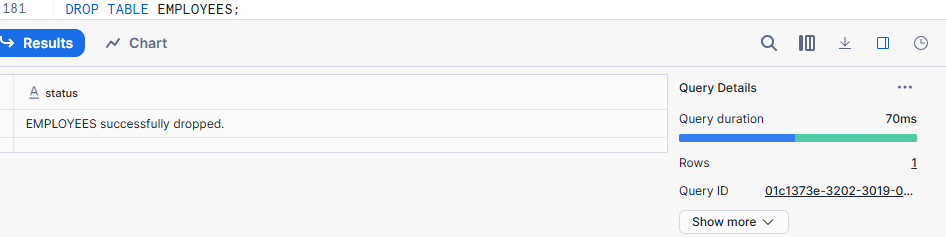 181 DROP TABLE EMPLOYEES;
Results Chart
A status
EMPLOYEES successfully dropped.
Query Details ...
Query duration 70ms
Rows 1
Query ID 01c1373e-3202-3019-0...
Show more